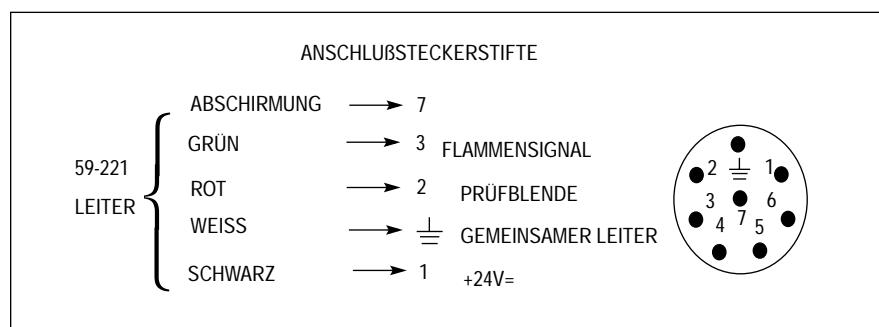 ANSCHLUßSTECKERSTIFTE
59-221
LEITER
ABSCHIRMUNG 7
GRÜN 3 FLAMMENSIGNAL
ROT 2 PRÜFBLENDE
WEISS GEMEINSAMER LEITER
SCHWARZ 1 +24V=
2 1
3 6
4 7 5